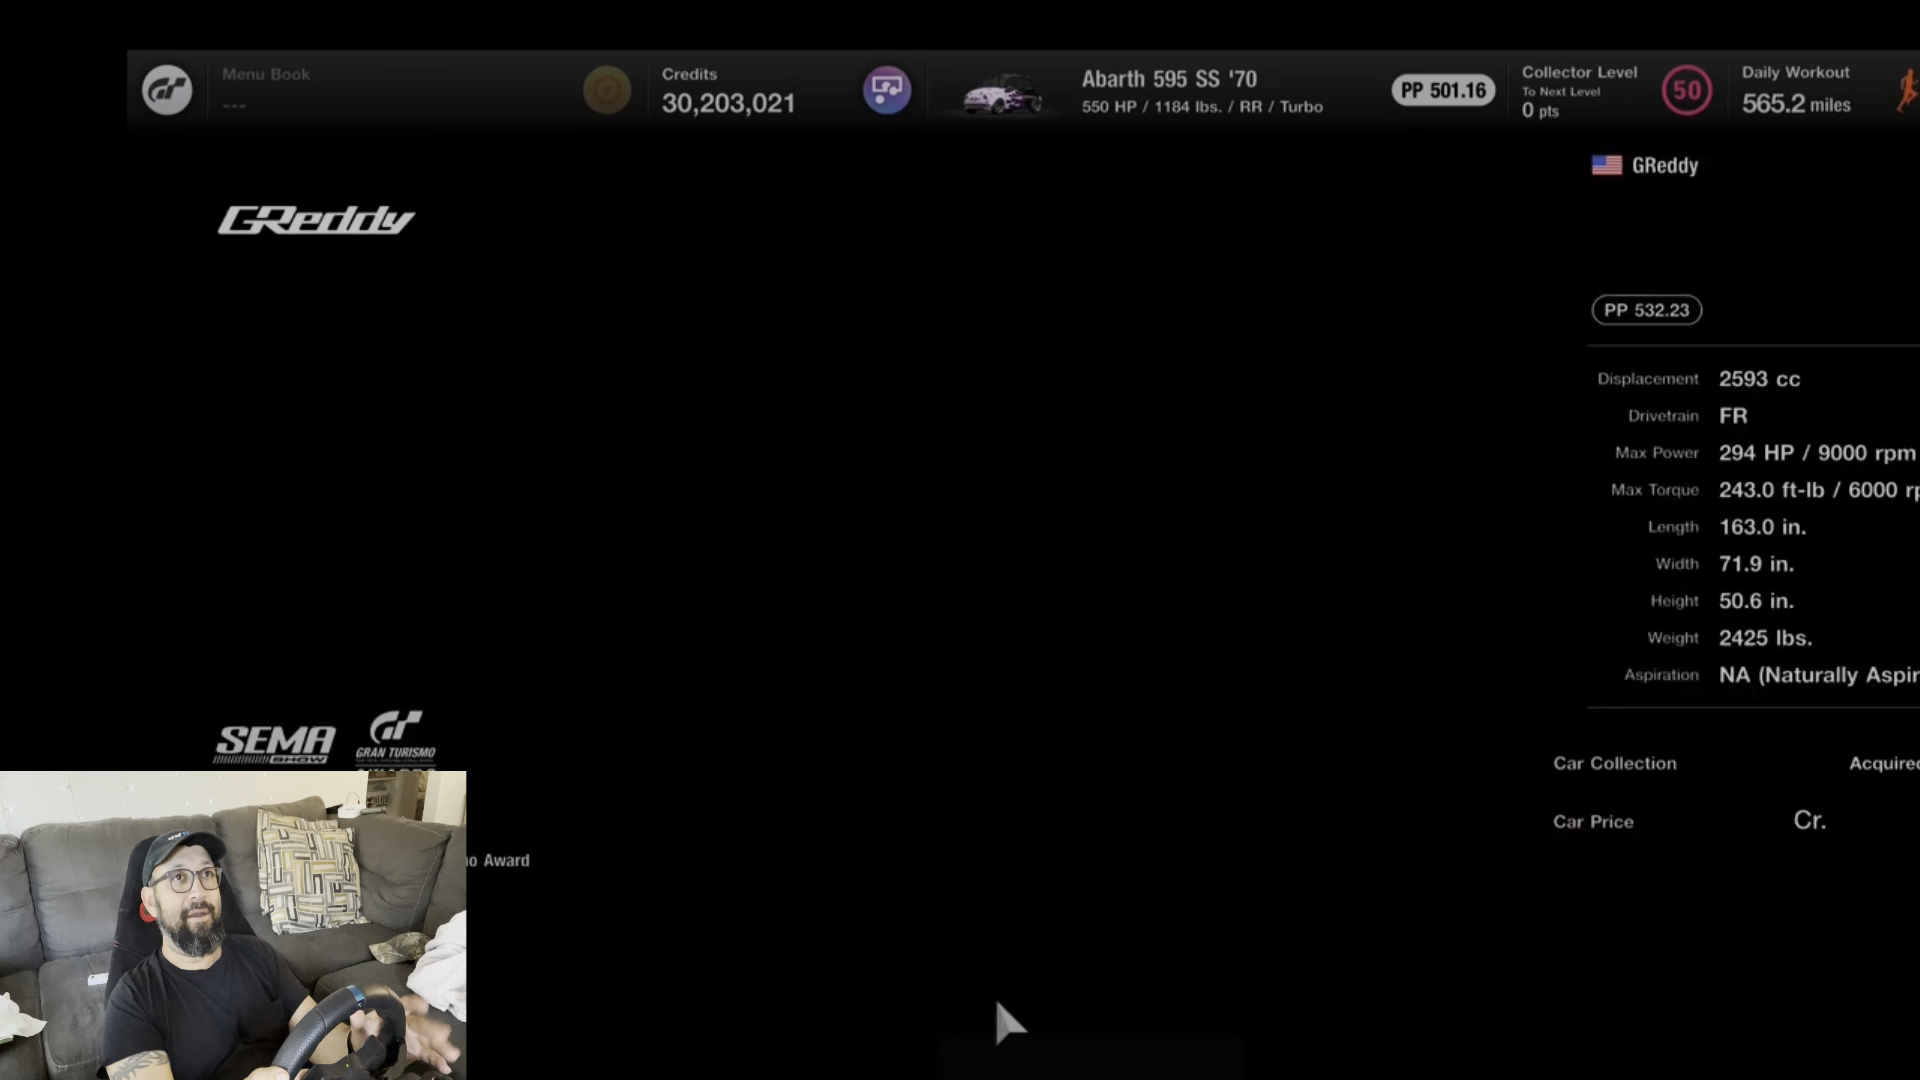 Menu Book
---
Credits
30,203,021
Abarth 595 SS '70
550 HP / 1184 lbs. / RR / Turbo
PP 501.16
Collector Level
To Next Level
0 pts
50
Daily Workout
565.2 miles
GReddy
GReddy
PP 532.23
Displacement 2593 cc
Drivetrain FR
Max Power 294 HP / 9000 rpm
Max Torque 243.0 ft-lb / 6000
Length 163.0 in.
Width 71.9 in.
Height 50.6 in.
Weight 2425 lbs.
Aspiration NA (Naturally
SEMA
SHOW
GRAN TURISMO
Car Collection
Car Price Cr.
Award